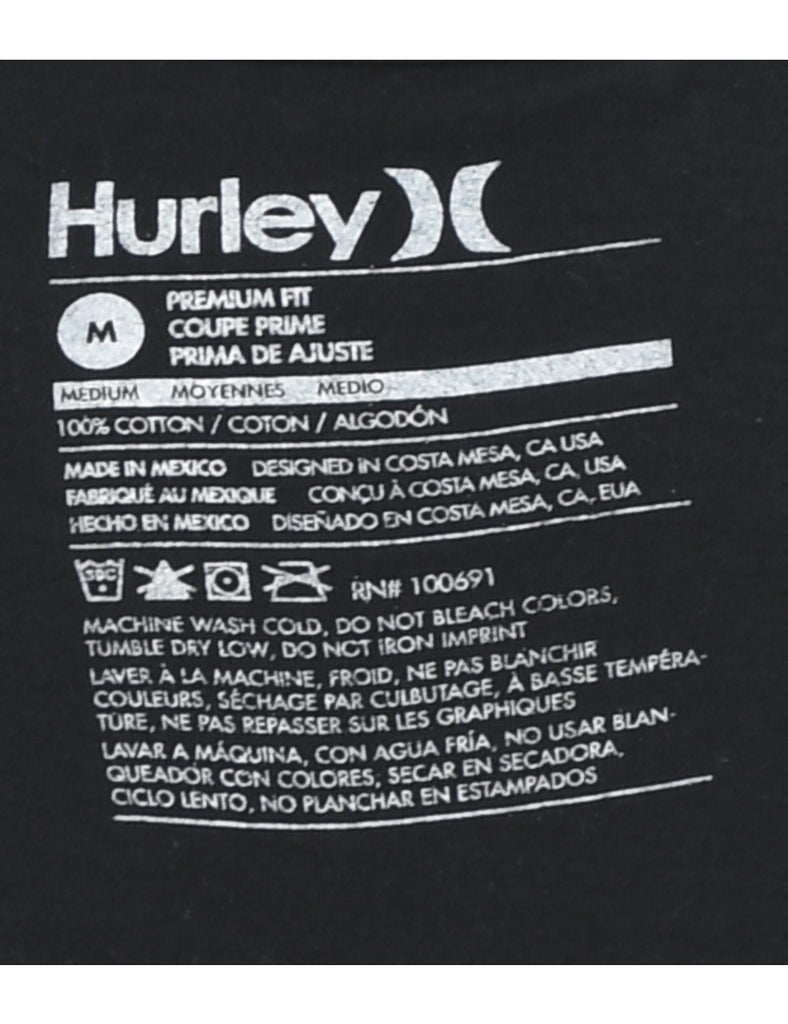 Hurley
M
PREMIUM FIT
COUPE PRIME
PRIMA DE AJUSTE
MEDIUM MOYENNES MEDIO
100% COTTON / COTON / ALGODÓN
MADE IN MEXICO DESIGNED IN COSTA MESA, CA USA
FABRIQUÉ AU MEXIQUE CONÇU À COSTA MESA, CA, USA
HECHO EN MEXICO DISEÑADO EN COSTA MESA, CA, EUA
30C RN# 100691
MACHINE WASH COLD, DO NOT BLEACH COLORS,
TUMBLE DRY LOW, DO NOT IRON IMPRINT
LAVER À LA MACHINE, FROID, NE PAS BLANCHIR
COULEURS, SÉCHAGE PAR CULBUTAGE, À BASSE TEMPÉRA-
TURE, NE PAS REPASSER SUR LES GRAPHIQUES
LAVAR A MÁQUINA, CON AGUA FRÍA, NO USAR BLAN-
QUEADOR CON COLORES, SECAR EN SECADORA,
CICLO LENTO, NO PLANCHAR EN ESTAMPADOS